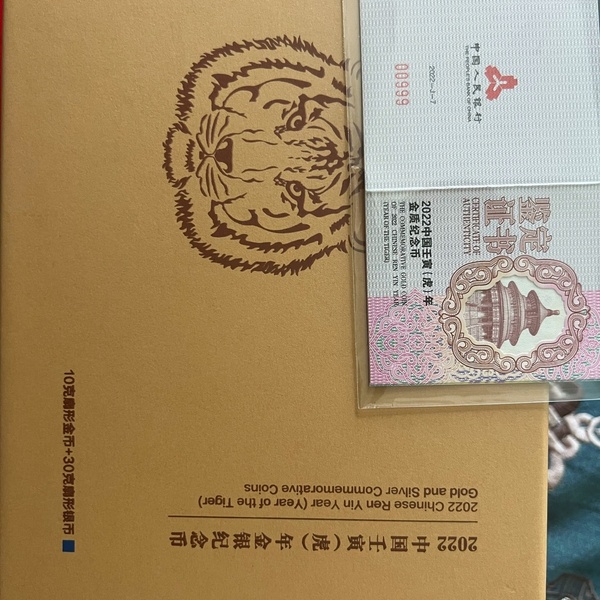 中国人民银行
THE PEOPLE'S BANK OF CHINA
2022-J-7
00999
鉴定证书
CERTIFICATE OF
AUTHENTICITY
2022中国壬寅(虎)年
金质纪念币
THE COMMEMORATIVE GOLD COIN
OF 2022 CHINESE REN YIN YEAR
(YEAR OF THE TIGER)
2022 中国壬寅(虎)年金银纪念币
2022 Chinese Ren Yin Year (Year of the Tiger)
Gold and Silver Commemorative Coins
10克扇形金币+30克扇形银币